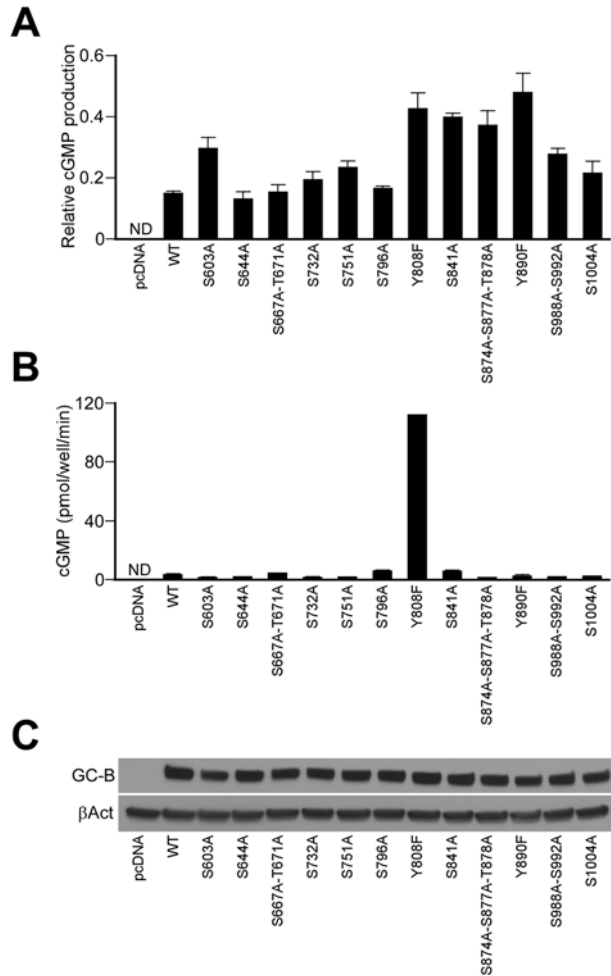 A
Relative cGMP production
0.6
0.4
0.2
0
ND
pcDNA
WT
S603A
S644A
S667A-T671A
S732A
S751A
S796A
Y808F
S841A
S874A-S877A-T878A
Y890F
S988A-S992A
S1004A
B
cGMP (pmol/well/min)
120
80
40
0
ND
pcDNA
WT
S603A
S644A
S667A-T671A
S732A
S751A
S796A
Y808F
S841A
S874A-S877A-T878A
Y890F
S988A-S992A
S1004A
C
GC-B
βAct
pcDNA
WT
S603A
S644A
S667A-T671A
S732A
S751A
S796A
Y808F
S841A
S874A-S877A-T878A
Y890F
S988A-S992A
S1004A